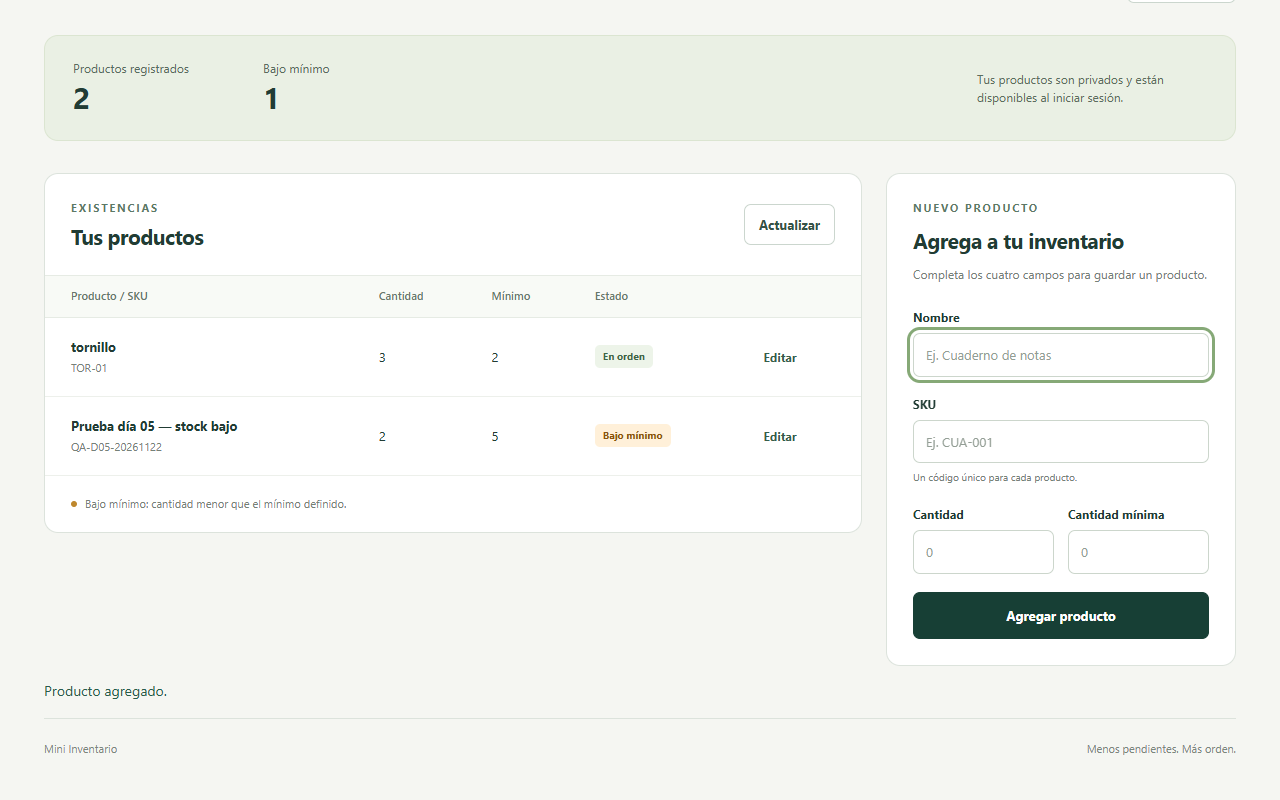 Productos registrados
2
Bajo mínimo
1
Tus productos son privados y están
disponibles al iniciar sesión.
EXISTENCIAS
Tus productos
Actualizar
Producto / SKU Cantidad Mínimo Estado
tornillo
TOR-01
3 2 En orden Editar
Prueba día 05 — stock bajo
QA-D05-20261122
2 5 Bajo mínimo Editar
Bajo mínimo: cantidad menor que el mínimo definido.
NUEVO PRODUCTO
Agrega a tu inventario
Completa los cuatro campos para guardar un producto.
Nombre
Ej. Cuaderno de notas
SKU
Ej. CUA-001
Un código único para cada producto.
Cantidad Cantidad mínima
0 0
Agregar producto
Producto agregado.
Mini Inventario Menos pendientes. Más orden.